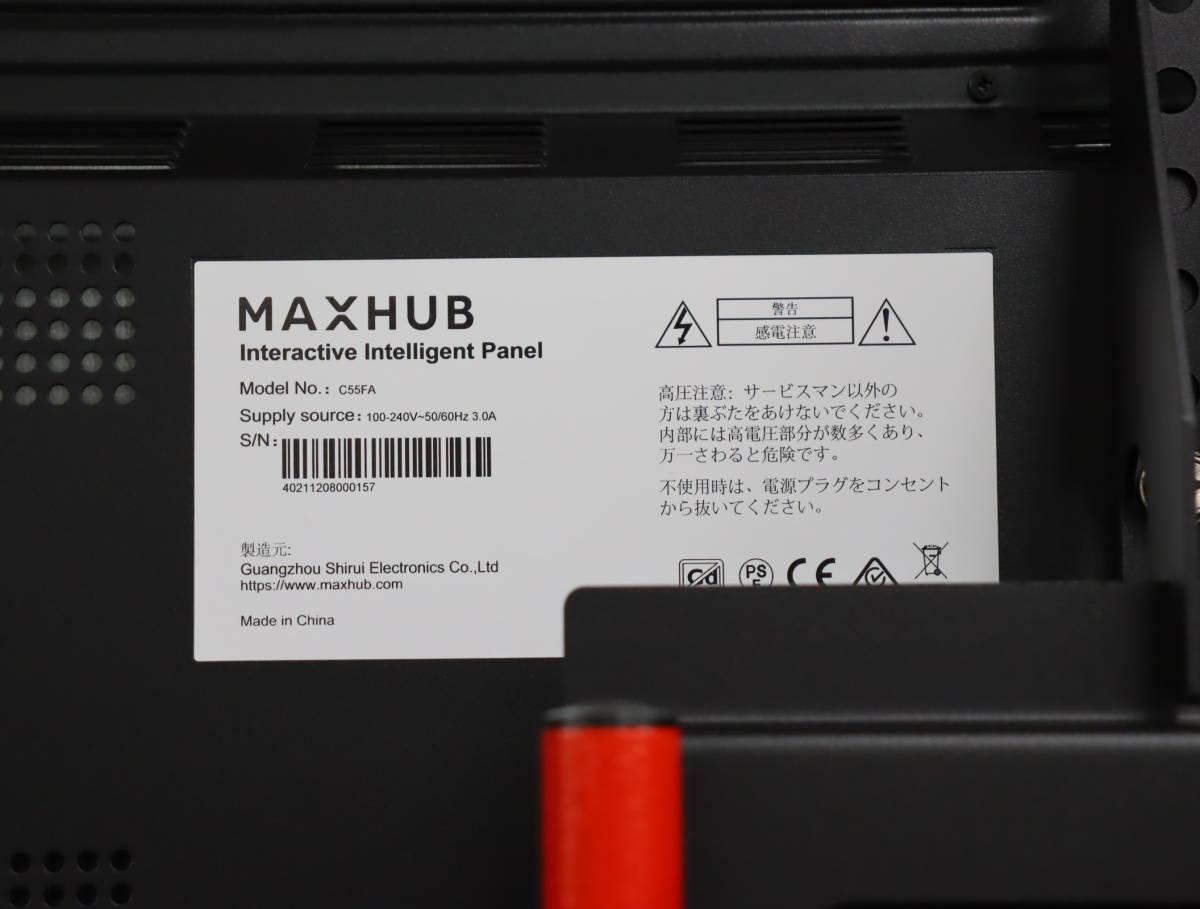 MAXHUB
Interactive Intelligent Panel
Model No.: C55FA
Supply source: 100-240V~50/60Hz 3.0A
S/N:
40211208000157
製造元:
Guangzhou Shirui Electronics Co.,Ltd
https://www.maxhub.com
Made in China
警告
感電注意
高圧注意: サービスマン以外の
方は裏ぶたをあけないでください。
内部には高電圧部分が数多くあり、
万一さわると危険です。
不使用時は、電源プラグをコンセント
から抜いてください。
Cd
PS
E
CE